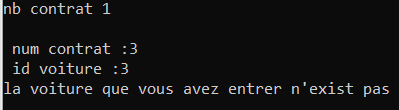 nb contrat 1
num contrat :3
id voiture :3
la voiture que vous avez entrer n'exist pas